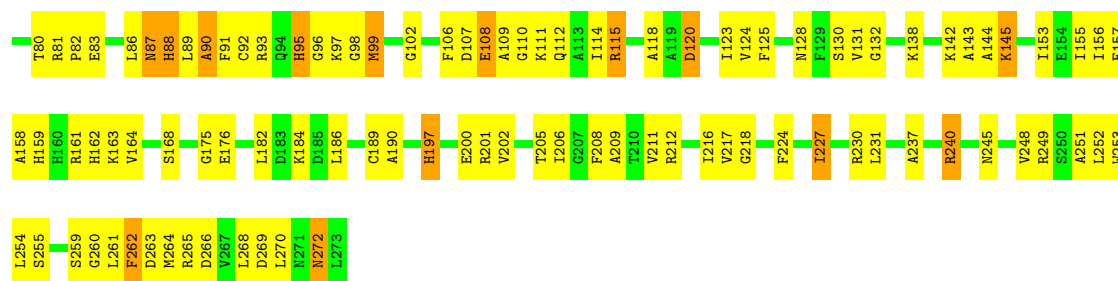 T80 R81 P82 E83 L86 N87 H88 L89 A90 F91 C92 R93 Q94 H95 G96 K97 G98 M99 G102 F106 D107 E108 A109 G110 K111 Q112 A113 I114 R115 A118 A119 D120 I123 V124 F125 N128 F129 S130 V131 G132 K138 K142 A143 A144 K145 I153 E154 I155 I156 E157
A158 H159 H160 R161 H162 K163 V164 S168 G175 E176 L182 D183 K184 D185 L186 C189 A190 H197 E200 R201 V202 T205 I206 G207 F208 A209 T210 V211 R212 I216 V217 G218 F224 I227 R230 L231 A237 R240 N245 V248 R249 S250 A251 L252
L254 S255 S259 G260 L261 F262 D263 M264 R265 D266 V267 L268 D269 L270 N271 N272 L273